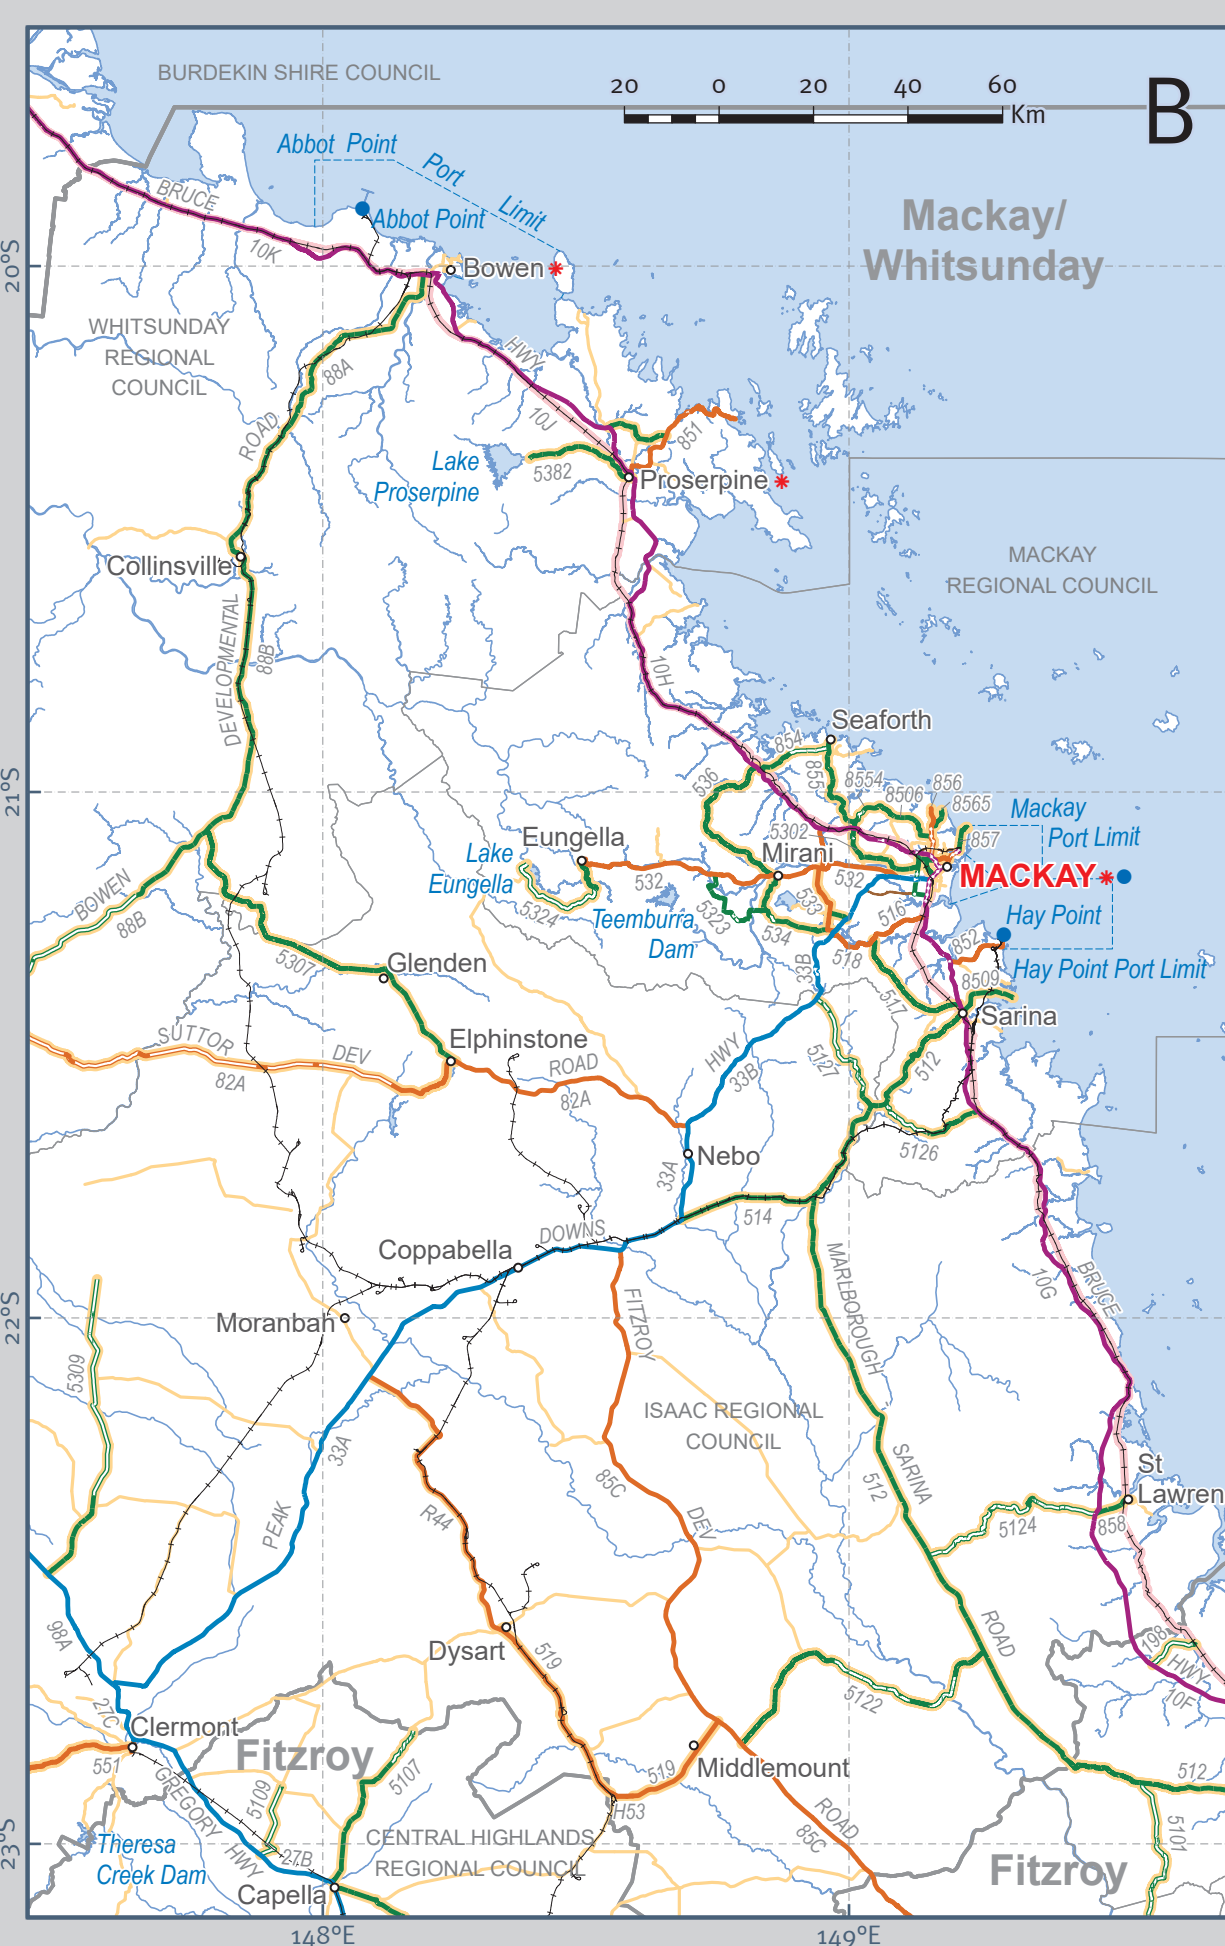 BURDEKIN SHIRE COUNCIL
20 0 20 40 60
Km
B
Abbot Point
Port
Limit
Abbot Point
BRUCE
10K
Bowen
Mackay/
Whitsunday
20°S
WHITSUNDAY
REGIONAL
COUNCIL
88A
ROAD
HWY
10J
851
Lake
Proserpine
5382
Proserpine
Collinsville
MACKAY
REGIONAL COUNCIL
DEVELOPMENTAL
88B
10H
Seaforth
854
855
8554
856
8506
8565
536
5302
857
21°S
Mackay
Port Limit
Eungella
Mirani
Lake
Eungella
532
532
MACKAY
5324
5323
533
516
Hay Point
Teemburra
Dam
534
518
852
BOWEN
88B
5307
Glenden
33B
Hay Point Port Limit
8509
517
Sarina
SUTTOR
DEV
82A
Elphinstone
ROAD
82A
HWY
33B
5127
512
5126
Nebo
33A
514
DOWNS
Coppabella
MARLBOROUGH
10G
BRUCE
Moranbah
22°S
FITZROY
5309
ISAAC REGIONAL
COUNCIL
33A
PEAK
R44
85C
DEV
SARINA
512
St
Lawren
5124
858
98A
Dysart
519
ROAD
198
HWY
10F
5122
27C
Clermont
551
Fitzroy
5107
5109
GREGORY
HWY
27B
Middlemount
519
H53
512
5101
ROAD
85C
23°S
Theresa
Creek Dam
CENTRAL HIGHLANDS
REGIONAL COUNCIL
Capella
Fitzroy
148°E
149°E